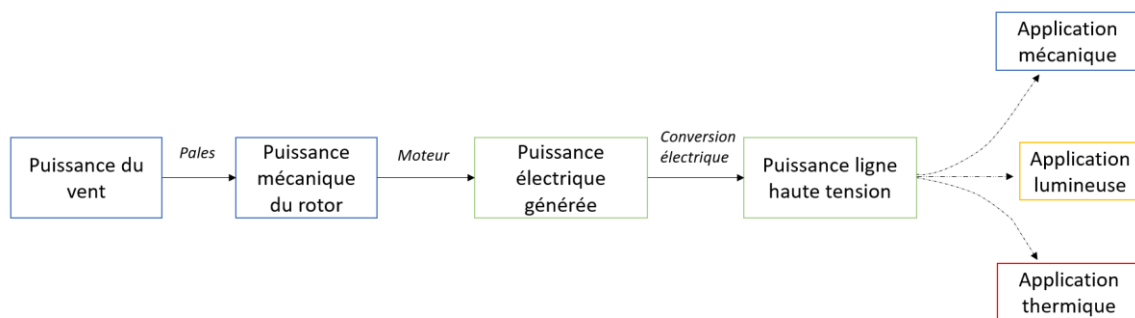 Puissance du
vent
Pales
Puissance
mécanique
du rotor
Moteur
Puissance
électrique
générée
Conversion
électrique
Puissance ligne
haute tension
Application
mécanique
Application
lumineuse
Application
thermique